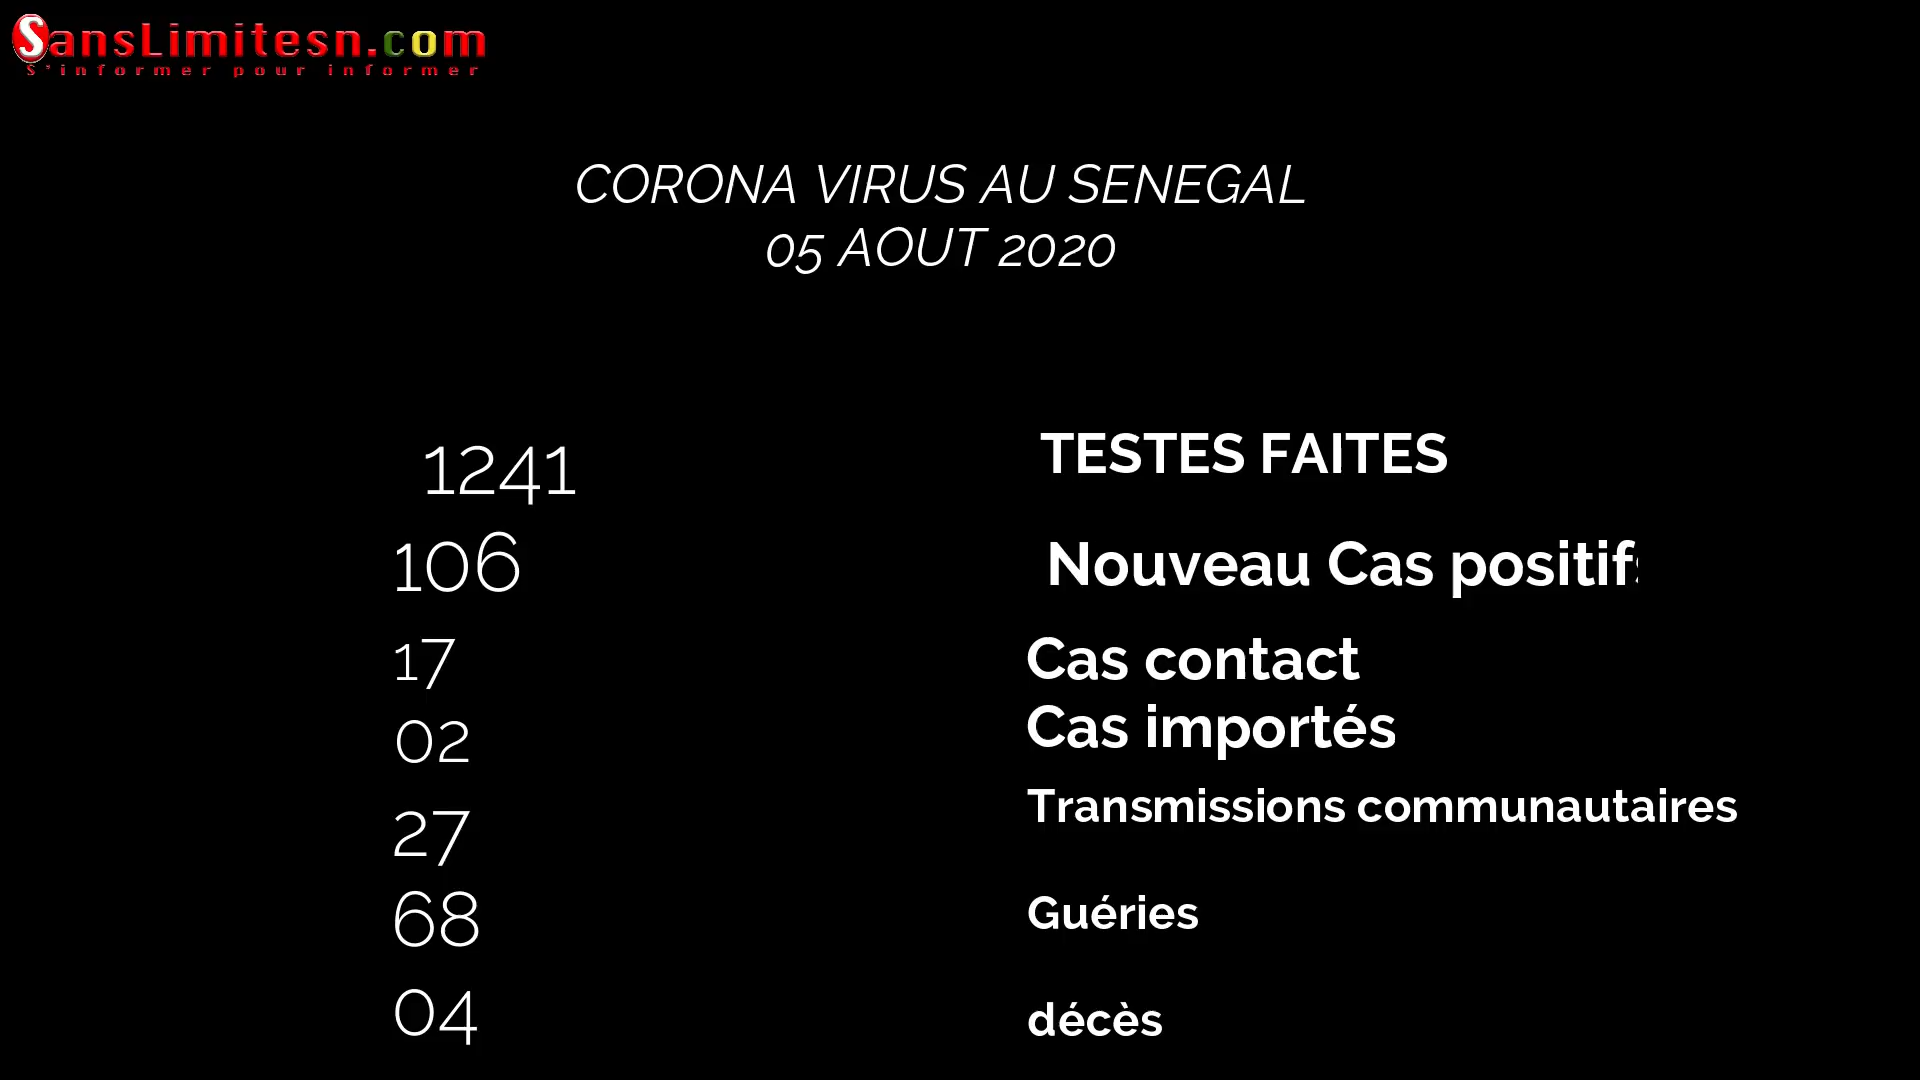 SansLimitesn.com
S'informer pour informer
CORONA VIRUS AU SENEGAL
05 AOUT 2020
1241 TESTES FAITES
106 Nouveau Cas positifs
17 Cas contact
02 Cas importés
27 Transmissions communautaires
68 Guéries
04 décès